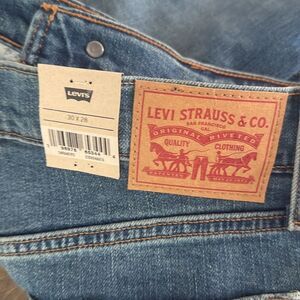 Levi's
30 x 28
LEVI STRAUSS & CO.
SAN FRANCISCO
CAL.
ORIGINAL RIVETED
QUALITY CLOTHING